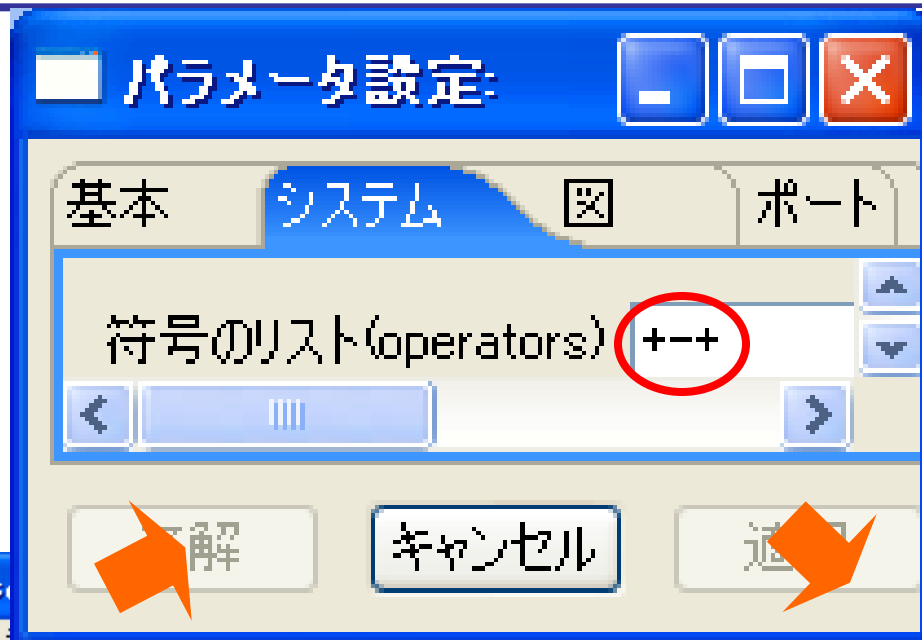 パラメータ設定:
基本 システム 図 ポート
符号のリスト(operators) +-+
解 キャンセル 適